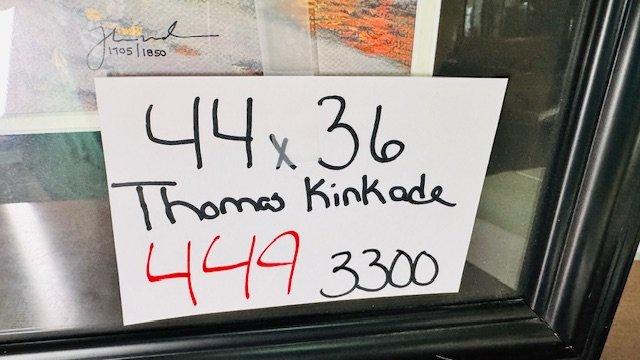 1705/1850
44 x 36
Thomas Kinkade
449 3300